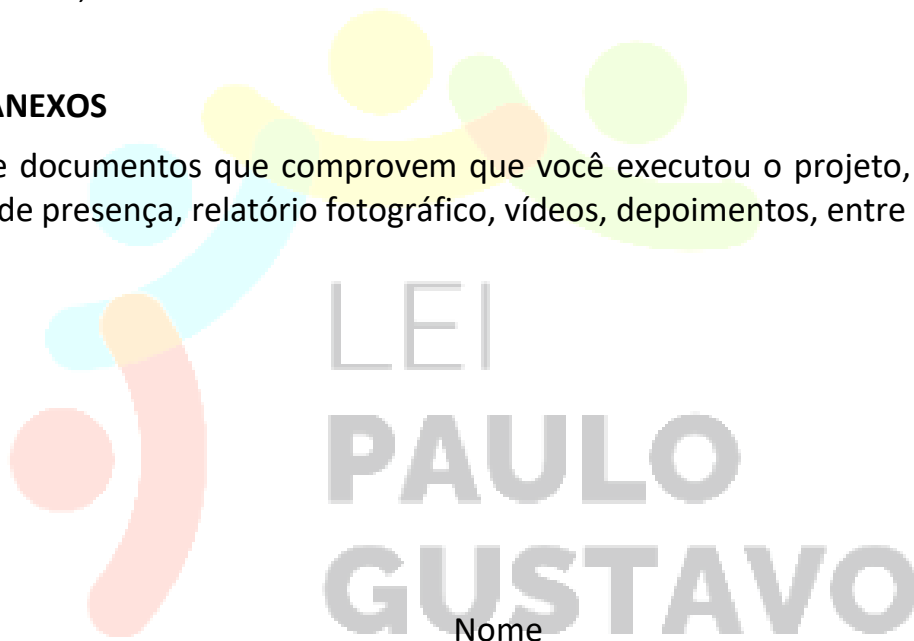 ANEXOS
e documentos que comprovem que você executou o projeto,
de presença, relatório fotográfico, vídeos, depoimentos, entre
LEI
PAULO
GUSTAVO
Nome